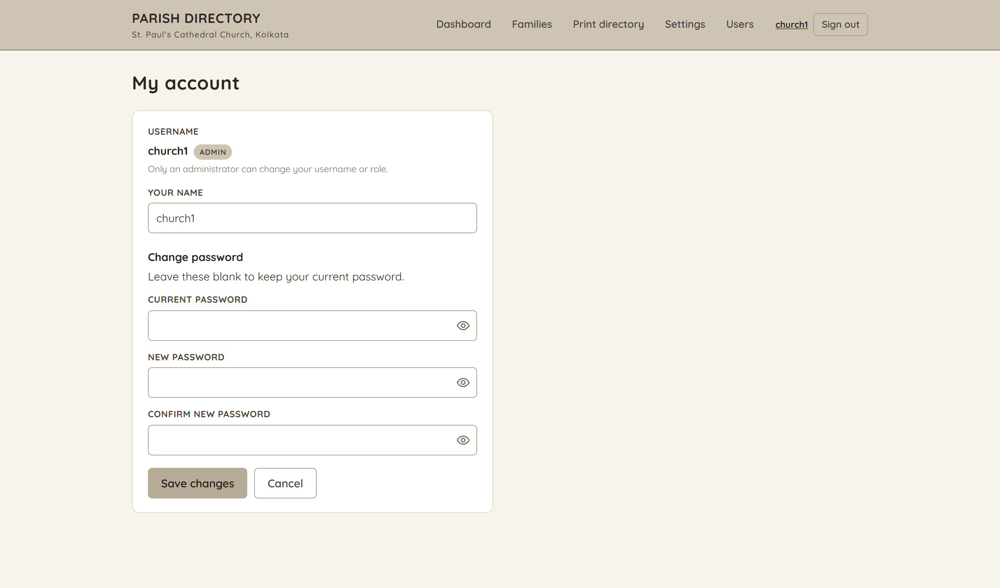 PARISH DIRECTORY
St. Paul’s Cathedral Church, Kolkata
Dashboard Families Print directory Settings Users church1 Sign out
My account
USERNAME
church1 ADMIN
Only an administrator can change your username or role.
YOUR NAME
church1
Change password
Leave these blank to keep your current password.
CURRENT PASSWORD
NEW PASSWORD
CONFIRM NEW PASSWORD
Save changes Cancel